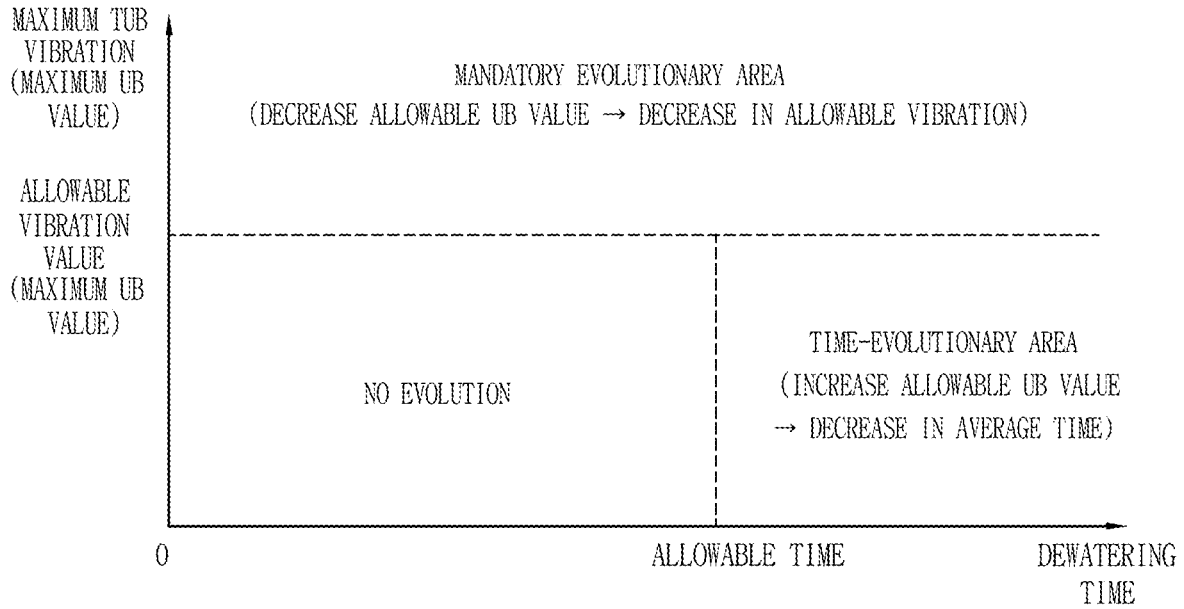 MAXIMUM TUB
VIBRATION
(MAXIMUM UB
VALUE)
MANDATORY EVOLUTIONARY AREA
(DECREASE ALLOWABLE UB VALUE → DECREASE IN ALLOWABLE VIBRATION)
ALLOWABLE
VIBRATION
VALUE
(MAXIMUM UB
VALUE)
NO EVOLUTION
TIME-EVOLUTIONARY AREA
(INCREASE ALLOWABLE UB VALUE
→ DECREASE IN AVERAGE TIME)
0
ALLOWABLE TIME
DEWATERING
TIME